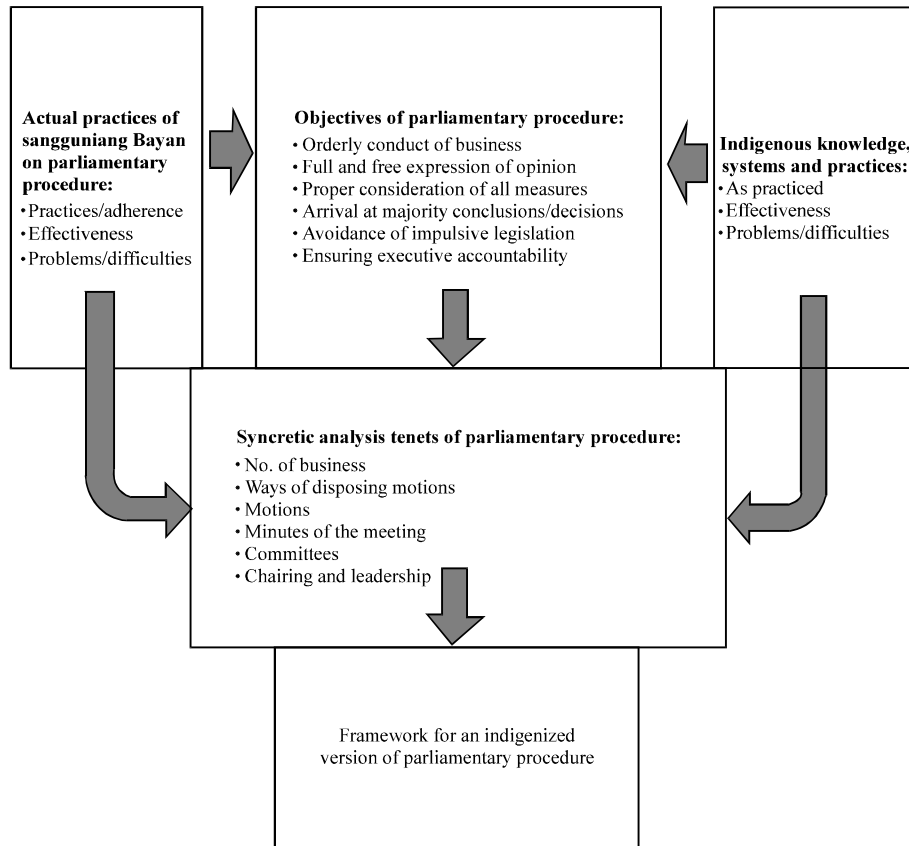 Actual practices of
sangguniang Bayan
on parliamentary
procedure:
• Practices/adherence
• Effectiveness
• Problems/difficulties
Objectives of parliamentary procedure:
• Orderly conduct of business
• Full and free expression of opinion
• Proper consideration of all measures
• Arrival at majority conclusions/decisions
• Avoidance of impulsive legislation
• Ensuring executive accountability
Indigenous knowledge,
systems and practices:
• As practiced
• Effectiveness
• Problems/difficulties
Syncretic analysis tenets of parliamentary procedure:
• No. of business
• Ways of disposing motions
• Motions
• Minutes of the meeting
• Committees
• Chairing and leadership
Framework for an indigenized
version of parliamentary procedure